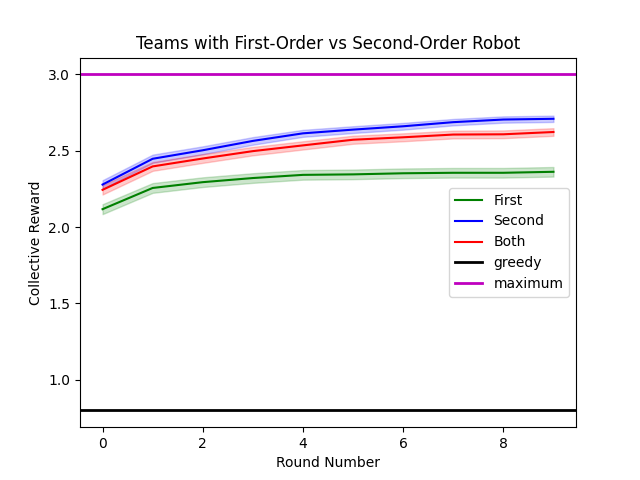 Teams with First-Order vs Second-Order Robot
Collective Reward
3.0
2.5
2.0
1.5
1.0
First
Second
Both
greedy
maximum
0
2
4
6
8
Round Number